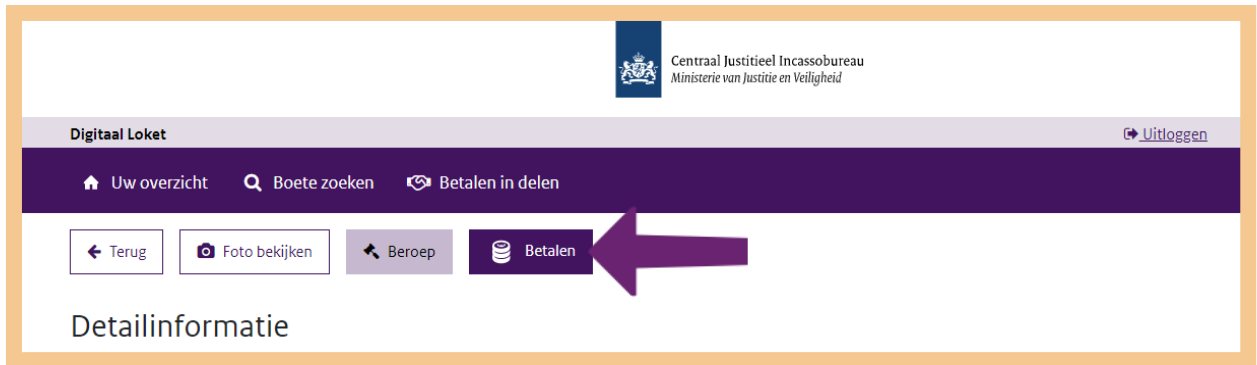 Centraal Justitieel Incassobureau
Ministerie van Justitie en Veiligheid
Digitaal Loket
Uitloggen
Uw overzicht
Boete zoeken
Betalen in delen
Terug
Foto bekijken
Beroep
Betalen
Detailinformatie